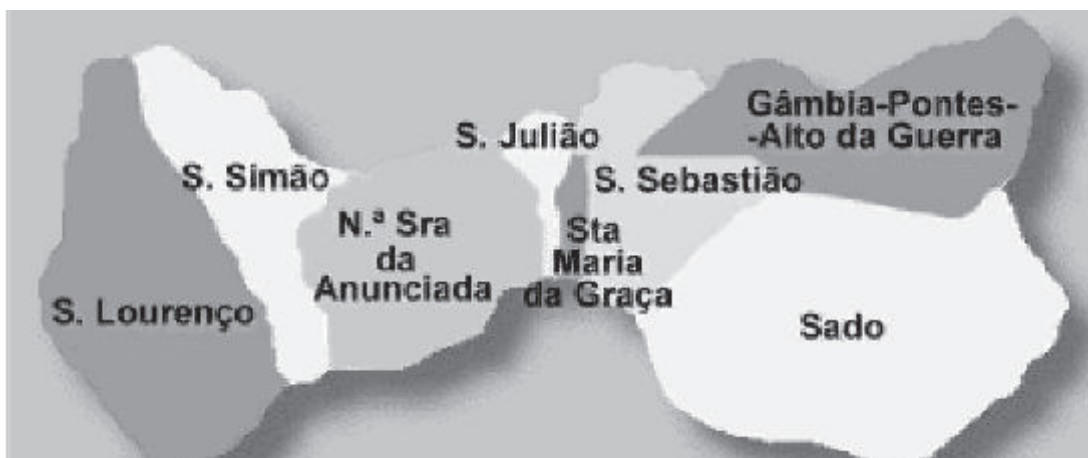 Gâmbia-Pontes-
-Alto da Guerra
S. Julião
S. Simão
S. Sebastião
N.ª Sra
da
Anunciada
Sta
Maria
da Graça
S. Lourenço
Sado